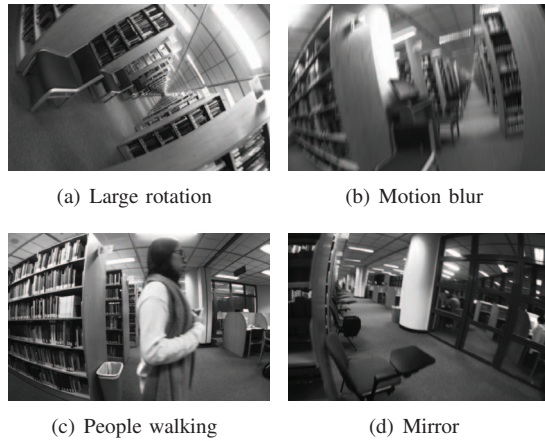 (a) Large rotation
(b) Motion blur
(c) People walking
(d) Mirror